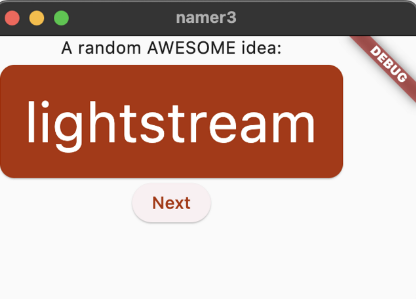 namer3
A random AWESOME idea:
DEBUG
lightstream
Next